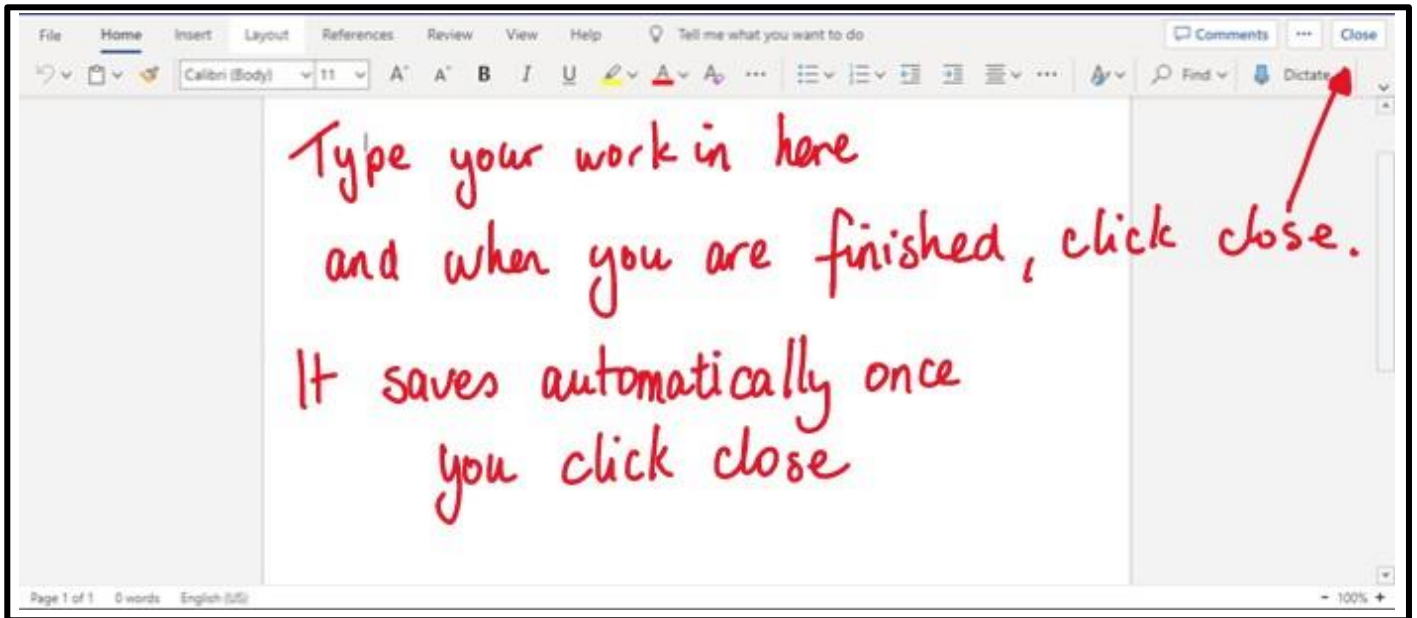 File Home Insert Layout References Review View Help Tell me what you want to do Comments ... Close
Calibri (Body) 11 A A B I U A A ... Find Dictate
Type your work in here
and when you are finished, click close.
It saves automatically once
you click close
Page 1 of 1 0 words English (US) - 100% +